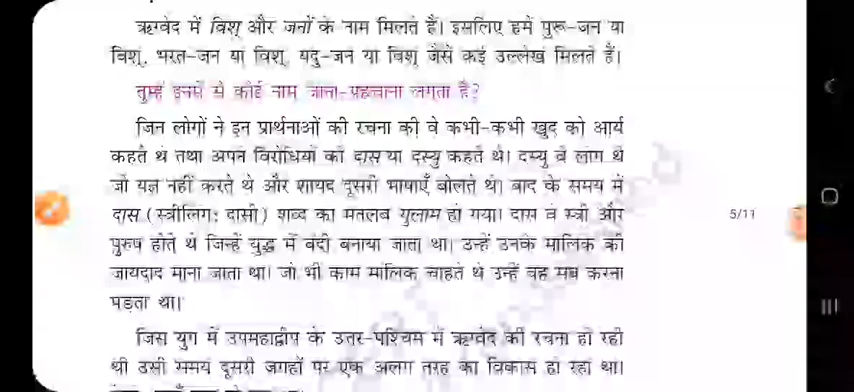 ऋग्वेद में विश् और जनों के नाम मिलते हैं। इसलिए हमें पुरू-जन या
विश्, भरत-जन या विश्, यदु-जन या विश् जैसे कई उल्लेख मिलते हैं।
तुम्हें इनमें से कोई नाम जाना-पहचाना लगता है?
जिन लोगों ने इन प्रार्थनाओं की रचना की वे कभी-कभी खुद को आर्य
कहते थे तथा अपने विरोधियों को दास या दस्यु कहते थे। दस्यु वे लोग थे
जो यज्ञ नहीं करते थे और शायद दूसरी भाषाएँ बोलते थे। बाद के समय में
दास (स्त्रीलिंग: दासी) शब्द का मतलब गुलाम हो गया। दास वे स्त्री और
पुरुष होते थे जिन्हें युद्ध में बंदी बनाया जाता था। उन्हें उनके मालिक की
जायदाद माना जाता था। जो भी काम मालिक चाहते थे उन्हें वह सब करना
पड़ता था।
जिस युग में उपमहाद्वीप के उत्तर-पश्चिम में ऋग्वेद की रचना हो रही
थी उसी समय दूसरी जगहों पर एक अलग तरह का विकास हो रहा था।
5/11